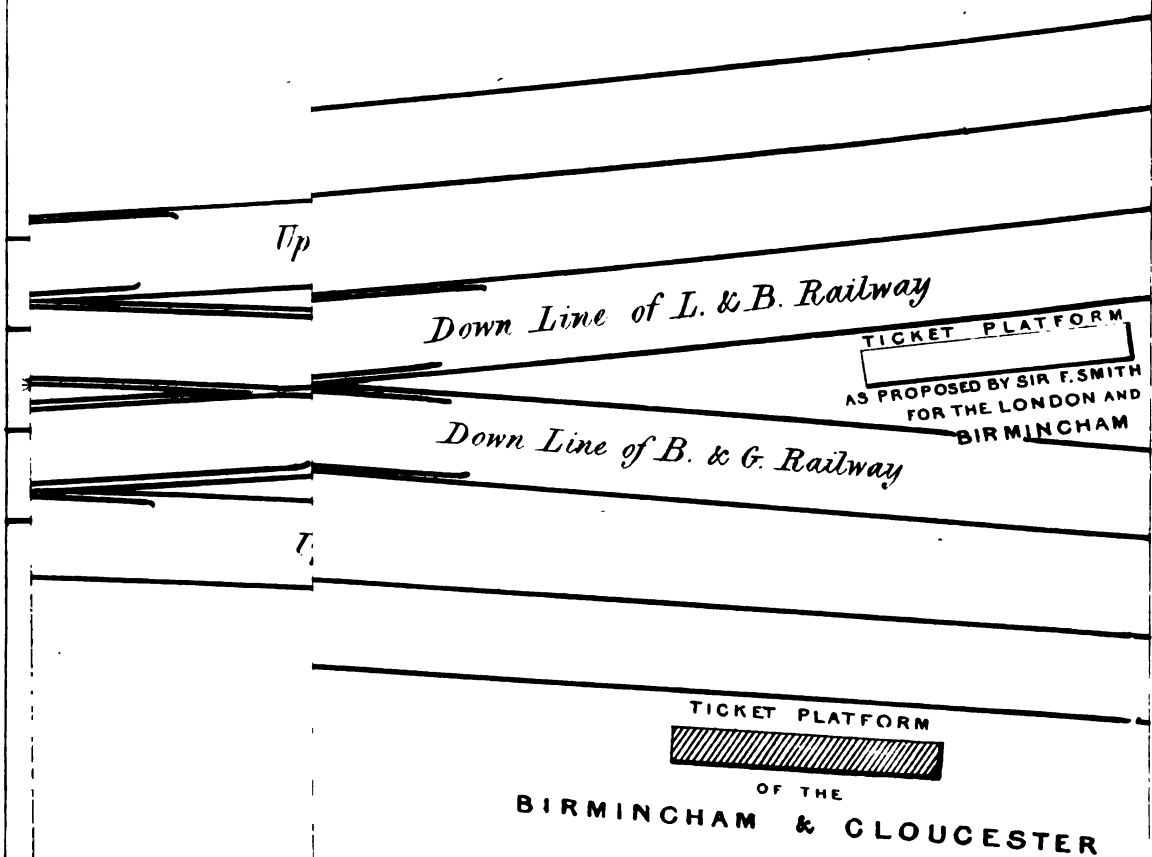 Up
Down Line of L. & B. Railway
TICKET PLATFORM
AS PROPOSED BY SIR F. SMITH
FOR THE LONDON AND
BIRMINCHAM
Down Line of B. & G. Railway
TICKET PLATFORM
OF THE
BIRMINCHAM & CLOUCESTER